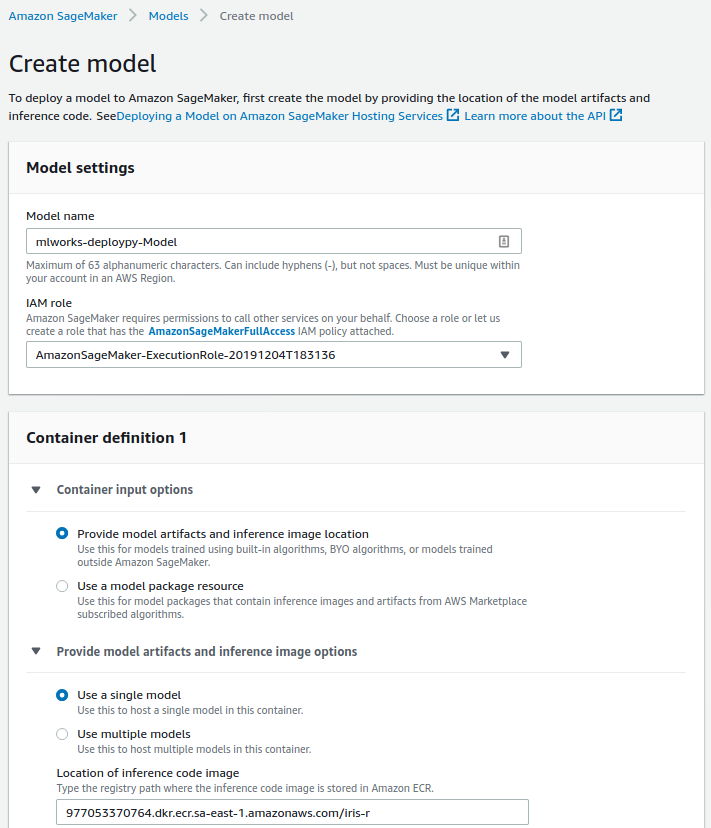 Amazon SageMaker > Models > Create model
Create model
To deploy a model to Amazon SageMaker, first create the model by providing the location of the model artifacts and
inference code. SeeDeploying a Model on Amazon SageMaker Hosting Services Learn more about the API
Model settings
Model name
mlworks-deploypy-Model
Maximum of 63 alphanumeric characters. Can include hyphens (-), but not spaces. Must be unique within
your account in an AWS Region.
IAM role
Amazon SageMaker requires permissions to call other services on your behalf. Choose a role or let us
create a role that has the AmazonSageMakerFullAccess IAM policy attached.
AmazonSageMaker-ExecutionRole-20191204T183136
Container definition 1
Container input options
Provide model artifacts and inference image location
Use this for models trained using built-in algorithms, BYO algorithms, or models trained
outside Amazon SageMaker.
Use a model package resource
Use this for model packages that contain inference images and artifacts from AWS Marketplace
subscribed algorithms.
Provide model artifacts and inference image options
Use a single model
Use this to host a single model in this container.
Use multiple models
Use this to host multiple models in this container.
Location of inference code image
Type the registry path where the inference code image is stored in Amazon ECR.
977053370764.dkr.ecr.sa-east-1.amazonaws.com/iris-r